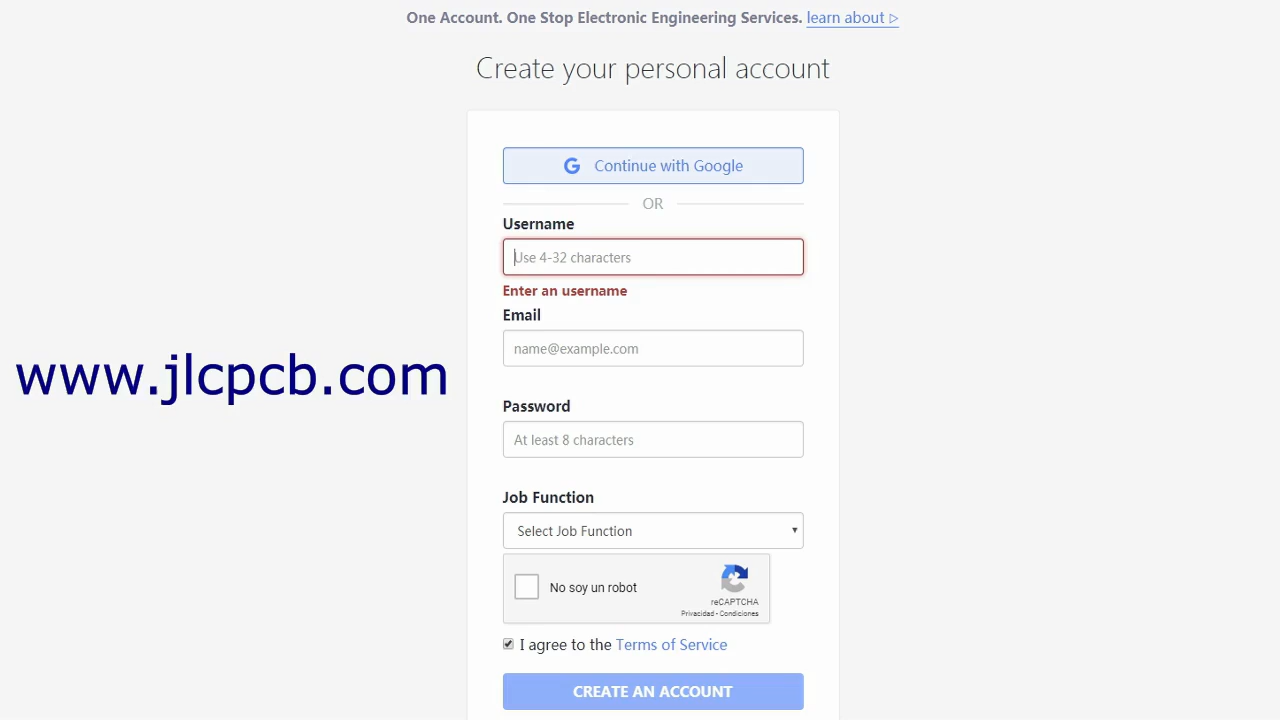 One Account. One Stop Electronic Engineering Services. learn about ▷
Create your personal account
Continue with Google
OR
Username
Use 4-32 characters
Enter an username
Email
name@example.com
www.jlcpcb.com
Password
At least 8 characters
Job Function
Select Job Function
No soy un robot
reCAPTCHA
Privacidad - Condiciones
I agree to the Terms of Service
CREATE AN ACCOUNT